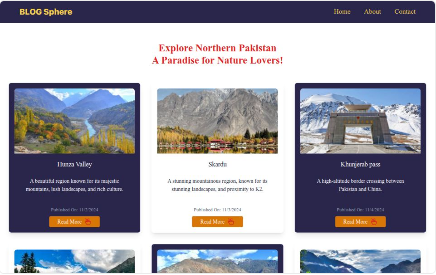 BLOG Sphere
Home About Contact
Explore Northern Pakistan
A Paradise for Nature Lovers!
Hunza Valley
A beautiful region known for its majestic
mountains, lush landscapes, and rich culture.
Published On: 11/7/2024
Read More
Skardu
A stunning mountainous region, known for its
stunning landscapes, and proximity to K2.
Published On: 11/3/2024
Read More
Khunjerab pass
A high-altitude border crossing between
Pakistan and China.
Published On: 11/4/2024
Read More